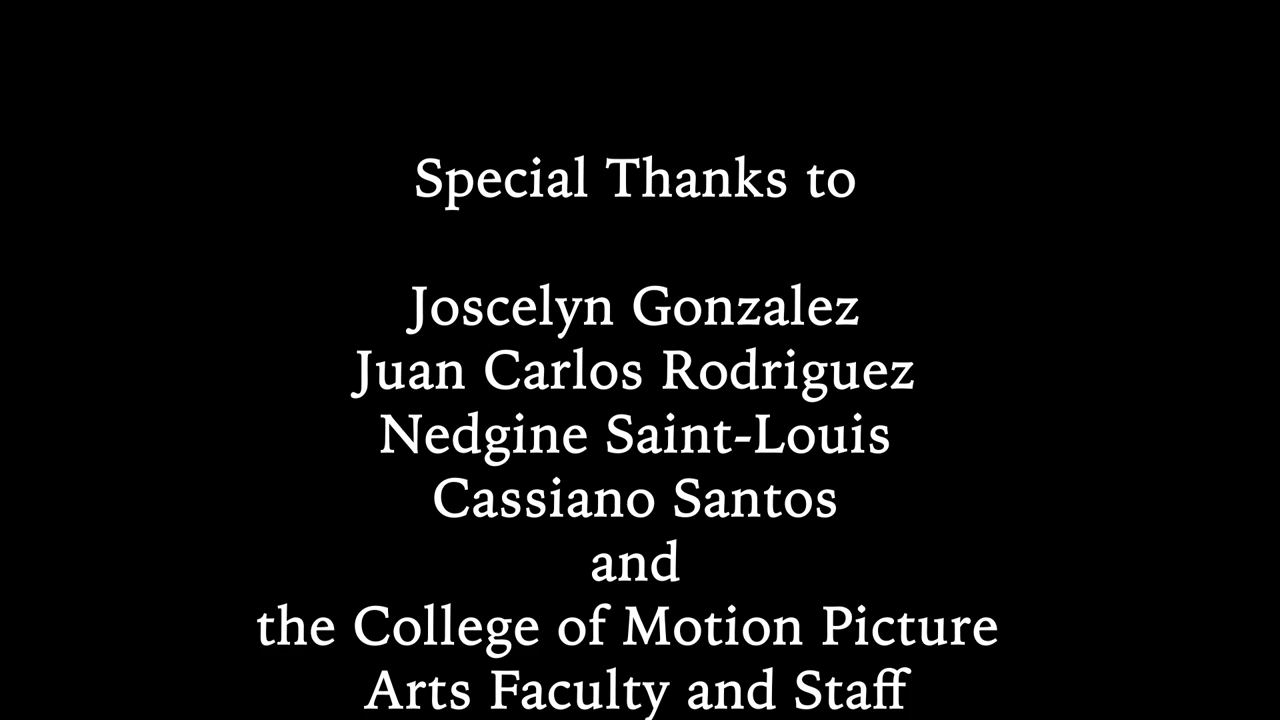 Special Thanks to
Joscelyn Gonzalez
Juan Carlos Rodriguez
Nedgine Saint-Louis
Cassiano Santos
and
the College of Motion Picture
Arts Faculty and Staff